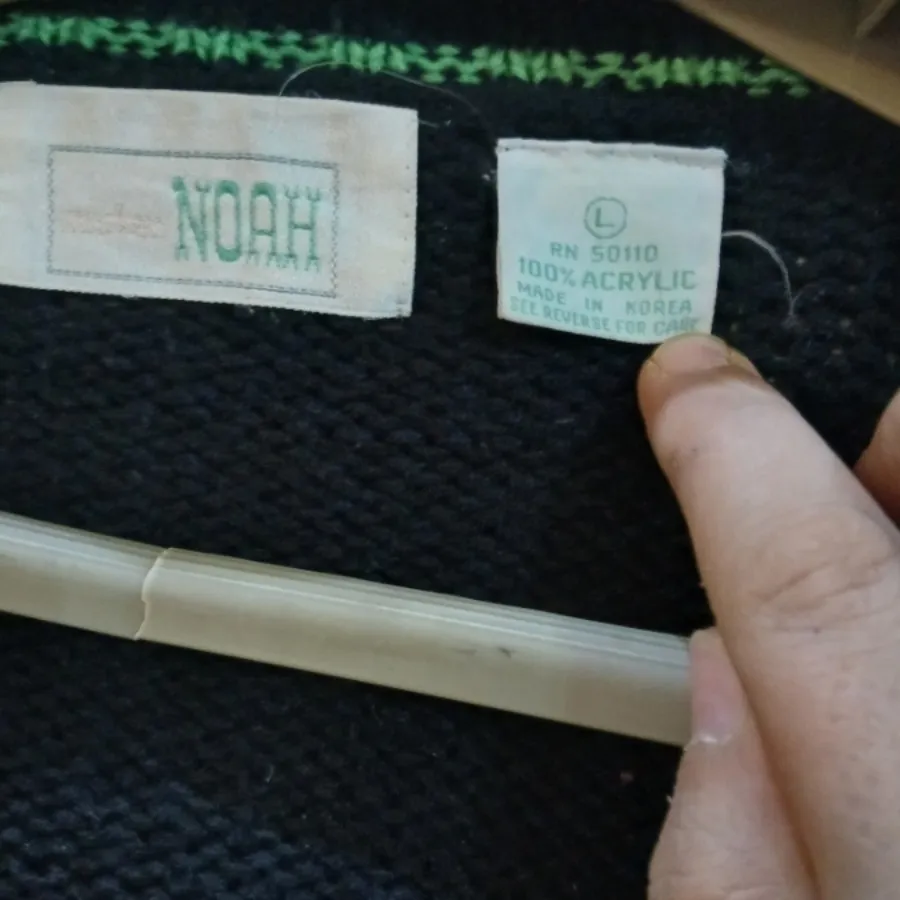 NOAH
L
RN 50110
100% ACRYLIC
MADE IN KOREA
SEE REVERSE FOR CARE